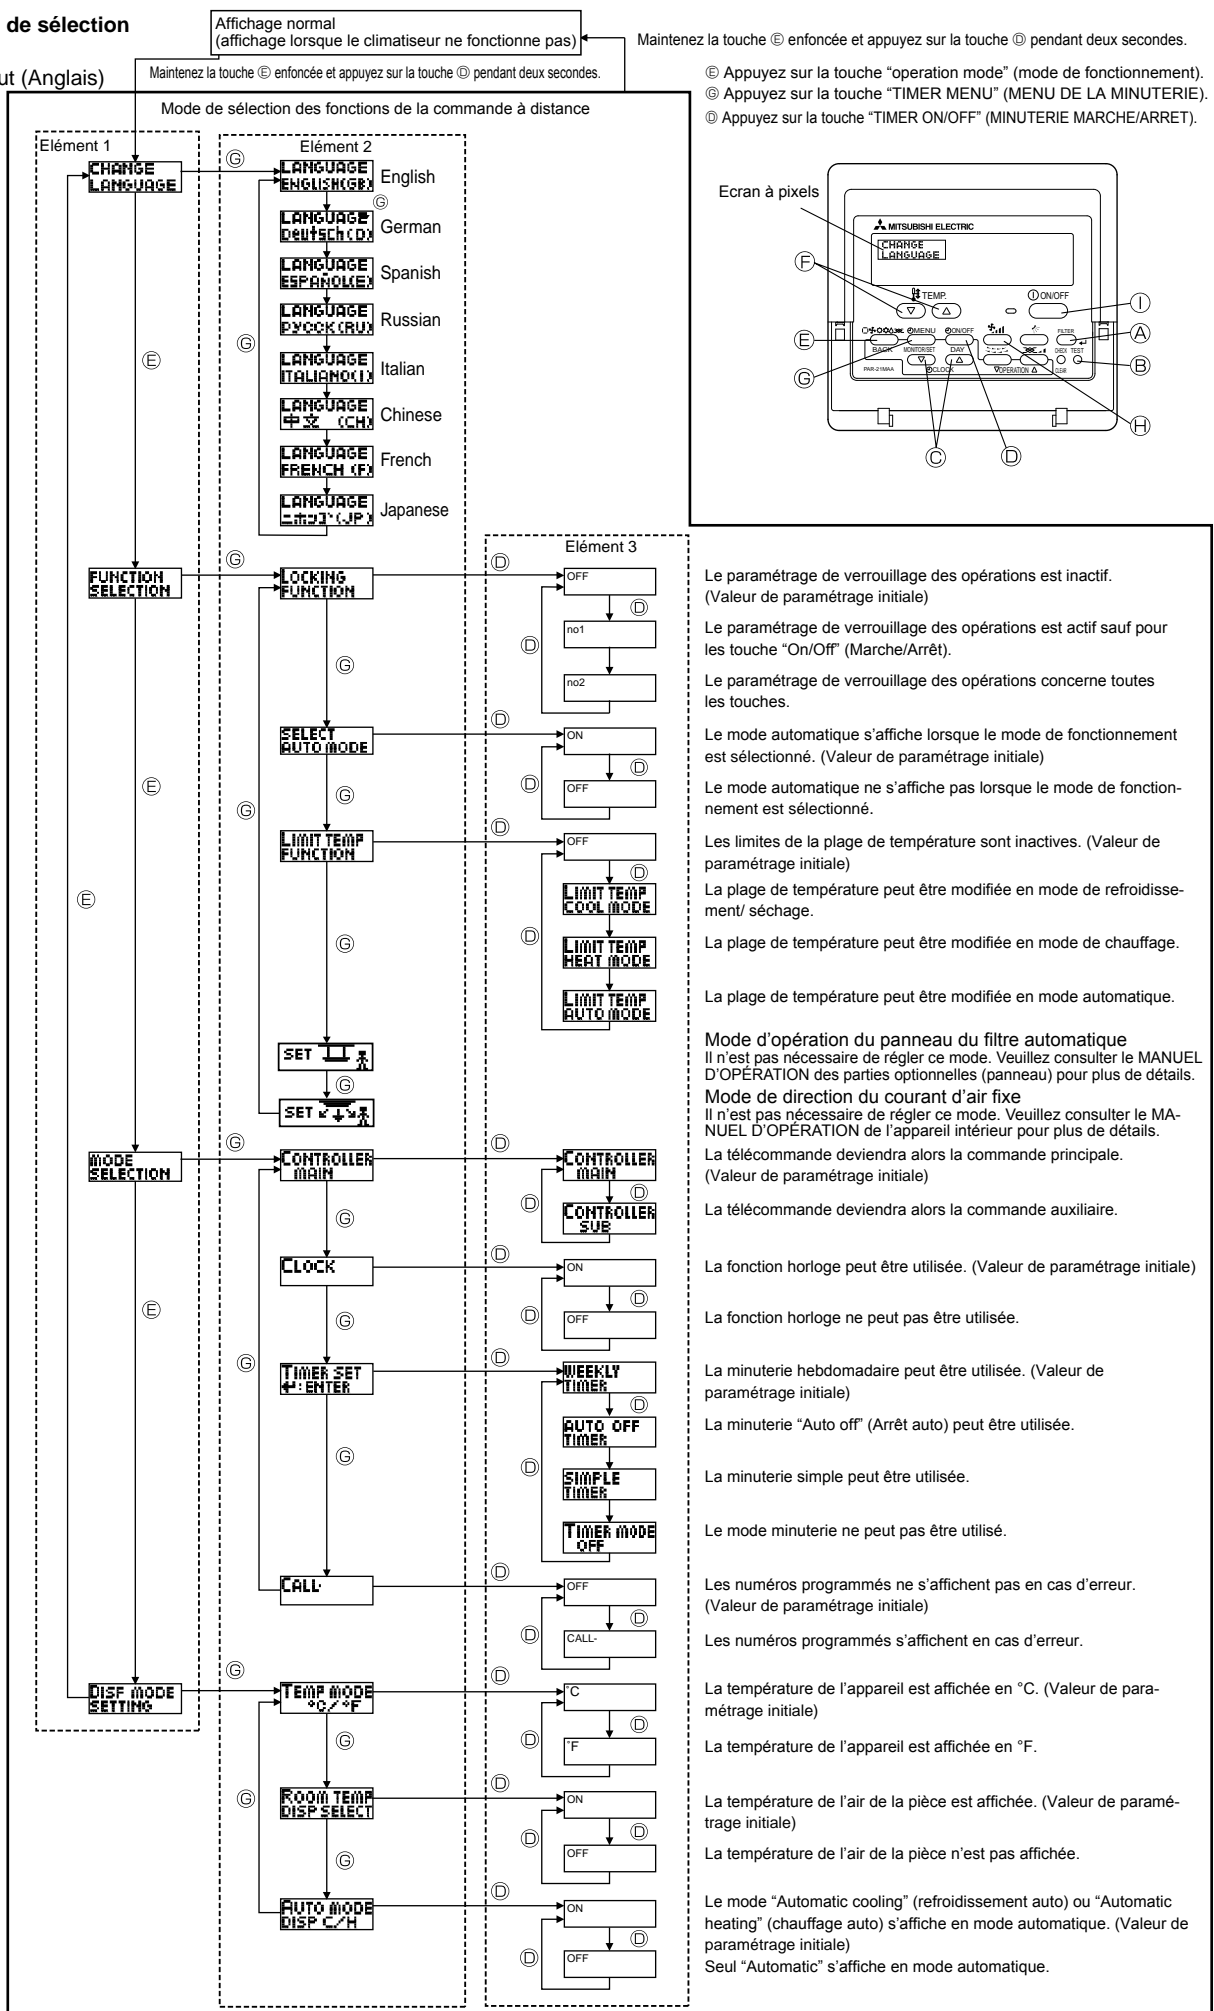 de sélection
Affichage normal
(affichage lorsque le climatiseur ne fonctionne pas)
Maintenez la touche Ⓔ enfoncée et appuyez sur la touche Ⓓ pendant deux secondes.
ut (Anglais)
Maintenez la touche Ⓔ enfoncée et appuyez sur la touche Ⓓ pendant deux secondes.
Ⓔ Appuyez sur la touche “operation mode” (mode de fonctionnement).
Ⓖ Appuyez sur la touche “TIMER MENU” (MENU DE LA MINUTERIE).
Ⓓ Appuyez sur la touche “TIMER ON/OFF” (MINUTERIE MARCHE/ARRET).
Mode de sélection des fonctions de la commande à distance
Elément 1
CHANGE
LANGUAGE
Ⓔ
FUNCTION
SELECTION
Ⓔ
Ⓔ
MODE
SELECTION
Ⓔ
DISP MODE
SETTING
Elément 2
Ⓖ
LANGUAGE
ENGLISH(GB)
English
Ⓖ
LANGUAGE
Deutsch(D)
German
LANGUAGE
ESPAÑOL(E)
Spanish
LANGUAGE
РУССК(RU)
Russian
Ⓖ
LANGUAGE
ITALIANO(I)
Italian
LANGUAGE
中文 (CH)
Chinese
LANGUAGE
FRENCH (F)
French
LANGUAGE
ニホンゴ(JP)
Japanese
Ecran à pixels
MITSUBISHI ELECTRIC
CHANGE
LANGUAGE
TEMP.
ON/OFF
MENU
ON/OFF
FILTER
BACK
MONITOR/SET
DAY
CHECK
TEST
PAR-21MAA
CLOCK
OPERATION
CLEAR
Ⓕ
Ⓘ
Ⓔ
Ⓐ
Ⓖ
Ⓑ
Ⓗ
Ⓒ
Ⓓ
Elément 3
Ⓖ
LOCKING
FUNCTION
Ⓓ
OFF
Le paramétrage de verrouillage des opérations est inactif.
(Valeur de paramétrage initiale)
Ⓓ
Ⓓ
no1
Le paramétrage de verrouillage des opérations est actif sauf pour
les touche “On/Off” (Marche/Arrêt).
Ⓖ
no2
Le paramétrage de verrouillage des opérations concerne toutes
les touches.
SELECT
AUTO MODE
Ⓓ
ON
Le mode automatique s’affiche lorsque le mode de fonctionnement
est sélectionné. (Valeur de paramétrage initiale)
Ⓓ
Ⓓ
Ⓖ
Ⓖ
OFF
Le mode automatique ne s’affiche pas lorsque le mode de fonction-
nement est sélectionné.
LIMIT TEMP
FUNCTION
Ⓓ
OFF
Les limites de la plage de température sont inactives. (Valeur de
paramétrage initiale)
Ⓓ
LIMIT TEMP
COOL MODE
La plage de température peut être modifiée en mode de refroidisse-
ment/ séchage.
Ⓓ
Ⓖ
LIMIT TEMP
HEAT MODE
La plage de température peut être modifiée en mode de chauffage.
LIMIT TEMP
AUTO MODE
La plage de température peut être modifiée en mode automatique.
SET
Mode d’opération du panneau du filtre automatique
Il n’est pas nécessaire de régler ce mode. Veuillez consulter le MANUEL
D’OPÉRATION des parties optionnelles (panneau) pour plus de détails.
Ⓖ
SET
Mode de direction du courant d’air fixe
Il n’est pas nécessaire de régler ce mode. Veuillez consulter le MA-
NUEL D’OPÉRATION de l’appareil intérieur pour plus de détails.
Ⓖ
CONTROLLER
MAIN
Ⓓ
CONTROLLER
MAIN
La télécommande deviendra alors la commande principale.
(Valeur de paramétrage initiale)
Ⓓ
Ⓓ
Ⓖ
CONTROLLER
SUB
La télécommande deviendra alors la commande auxiliaire.
CLOCK
Ⓓ
ON
La fonction horloge peut être utilisée. (Valeur de paramétrage initiale)
Ⓓ
Ⓓ
Ⓖ
OFF
La fonction horloge ne peut pas être utilisée.
Ⓖ
TIMER SET
↵:ENTER
Ⓓ
WEEKLY
TIMER
La minuterie hebdomadaire peut être utilisée. (Valeur de
paramétrage initiale)
Ⓓ
AUTO OFF
TIMER
La minuterie “Auto off” (Arrêt auto) peut être utilisée.
Ⓖ
Ⓓ
SIMPLE
TIMER
La minuterie simple peut être utilisée.
TIMER MODE
OFF
Le mode minuterie ne peut pas être utilisé.
CALL-
Ⓓ
OFF
Les numéros programmés ne s’affichent pas en cas d’erreur.
(Valeur de paramétrage initiale)
Ⓓ
Ⓓ
CALL-
Les numéros programmés s’affichent en cas d’erreur.
Ⓖ
TEMP MODE
°C/°F
Ⓓ
°C
La température de l’appareil est affichée en °C. (Valeur de para-
métrage initiale)
Ⓓ
Ⓓ
Ⓖ
°F
La température de l’appareil est affichée en °F.
Ⓖ
ROOM TEMP
DISP SELECT
Ⓓ
ON
La température de l’air de la pièce est affichée. (Valeur de paramé-
trage initiale)
Ⓓ
Ⓓ
Ⓖ
OFF
La température de l’air de la pièce n’est pas affichée.
AUTO MODE
DISP C/H
Ⓓ
ON
Le mode “Automatic cooling” (refroidissement auto) ou “Automatic
heating” (chauffage auto) s’affiche en mode automatique. (Valeur de
paramétrage initiale)
Ⓓ
Ⓓ
OFF
Seul “Automatic” s’affiche en mode automatique.